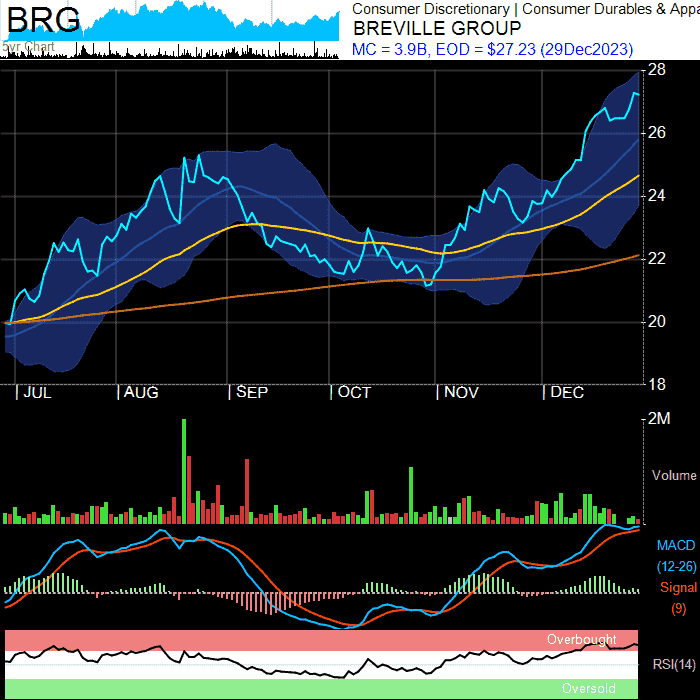 BRG
5yr Chart
Consumer Discretionary | Consumer Durables & Appa
BREVILLE GROUP
MC = 3.9B, EOD = $27.23 (29Dec2023)
28
26
24
22
20
18
| JUL | AUG | SEP | OCT | NOV | DEC
2M
Volume
MACD
(12-26)
Signal
(9)
Overbought
RSI(14)
Oversold